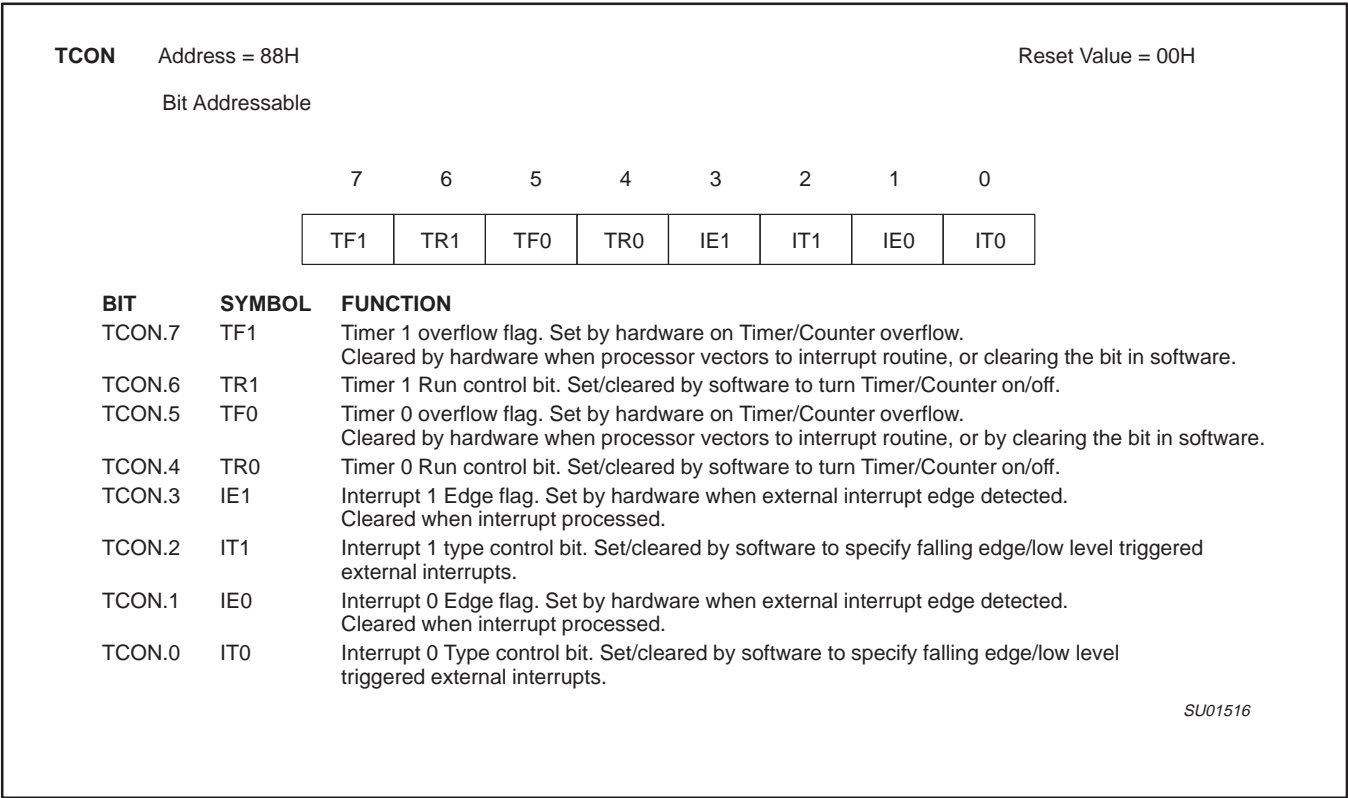 TCON Address = 88H Reset Value = 00H
Bit Addressable
7 6 5 4 3 2 1 0
TF1 TR1 TF0 TR0 IE1 IT1 IE0 IT0
BIT SYMBOL FUNCTION
TCON.7 TF1 Timer 1 overflow flag. Set by hardware on Timer/Counter overflow.
Cleared by hardware when processor vectors to interrupt routine, or clearing the bit in software.
TCON.6 TR1 Timer 1 Run control bit. Set/cleared by software to turn Timer/Counter on/off.
TCON.5 TF0 Timer 0 overflow flag. Set by hardware on Timer/Counter overflow.
Cleared by hardware when processor vectors to interrupt routine, or by clearing the bit in software.
TCON.4 TR0 Timer 0 Run control bit. Set/cleared by software to turn Timer/Counter on/off.
TCON.3 IE1 Interrupt 1 Edge flag. Set by hardware when external interrupt edge detected.
Cleared when interrupt processed.
TCON.2 IT1 Interrupt 1 type control bit. Set/cleared by software to specify falling edge/low level triggered
external interrupts.
TCON.1 IE0 Interrupt 0 Edge flag. Set by hardware when external interrupt edge detected.
Cleared when interrupt processed.
TCON.0 IT0 Interrupt 0 Type control bit. Set/cleared by software to specify falling edge/low level
triggered external interrupts.
SU01516